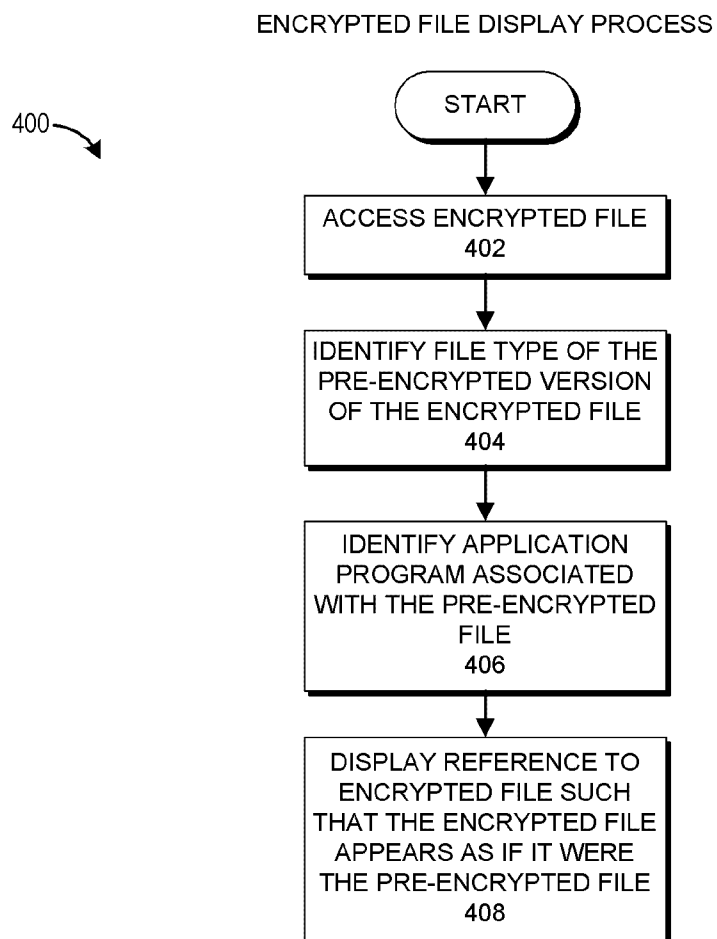 ENCRYPTED FILE DISPLAY PROCESS
START
400
ACCESS ENCRYPTED FILE
402
IDENTIFY FILE TYPE OF THE
PRE-ENCRYPTED VERSION
OF THE ENCRYPTED FILE
404
IDENTIFY APPLICATION
PROGRAM ASSOCIATED
WITH THE PRE-ENCRYPTED
FILE
406
DISPLAY REFERENCE TO
ENCRYPTED FILE SUCH
THAT THE ENCRYPTED FILE
APPEARS AS IF IT WERE
THE PRE-ENCRYPTED FILE
408